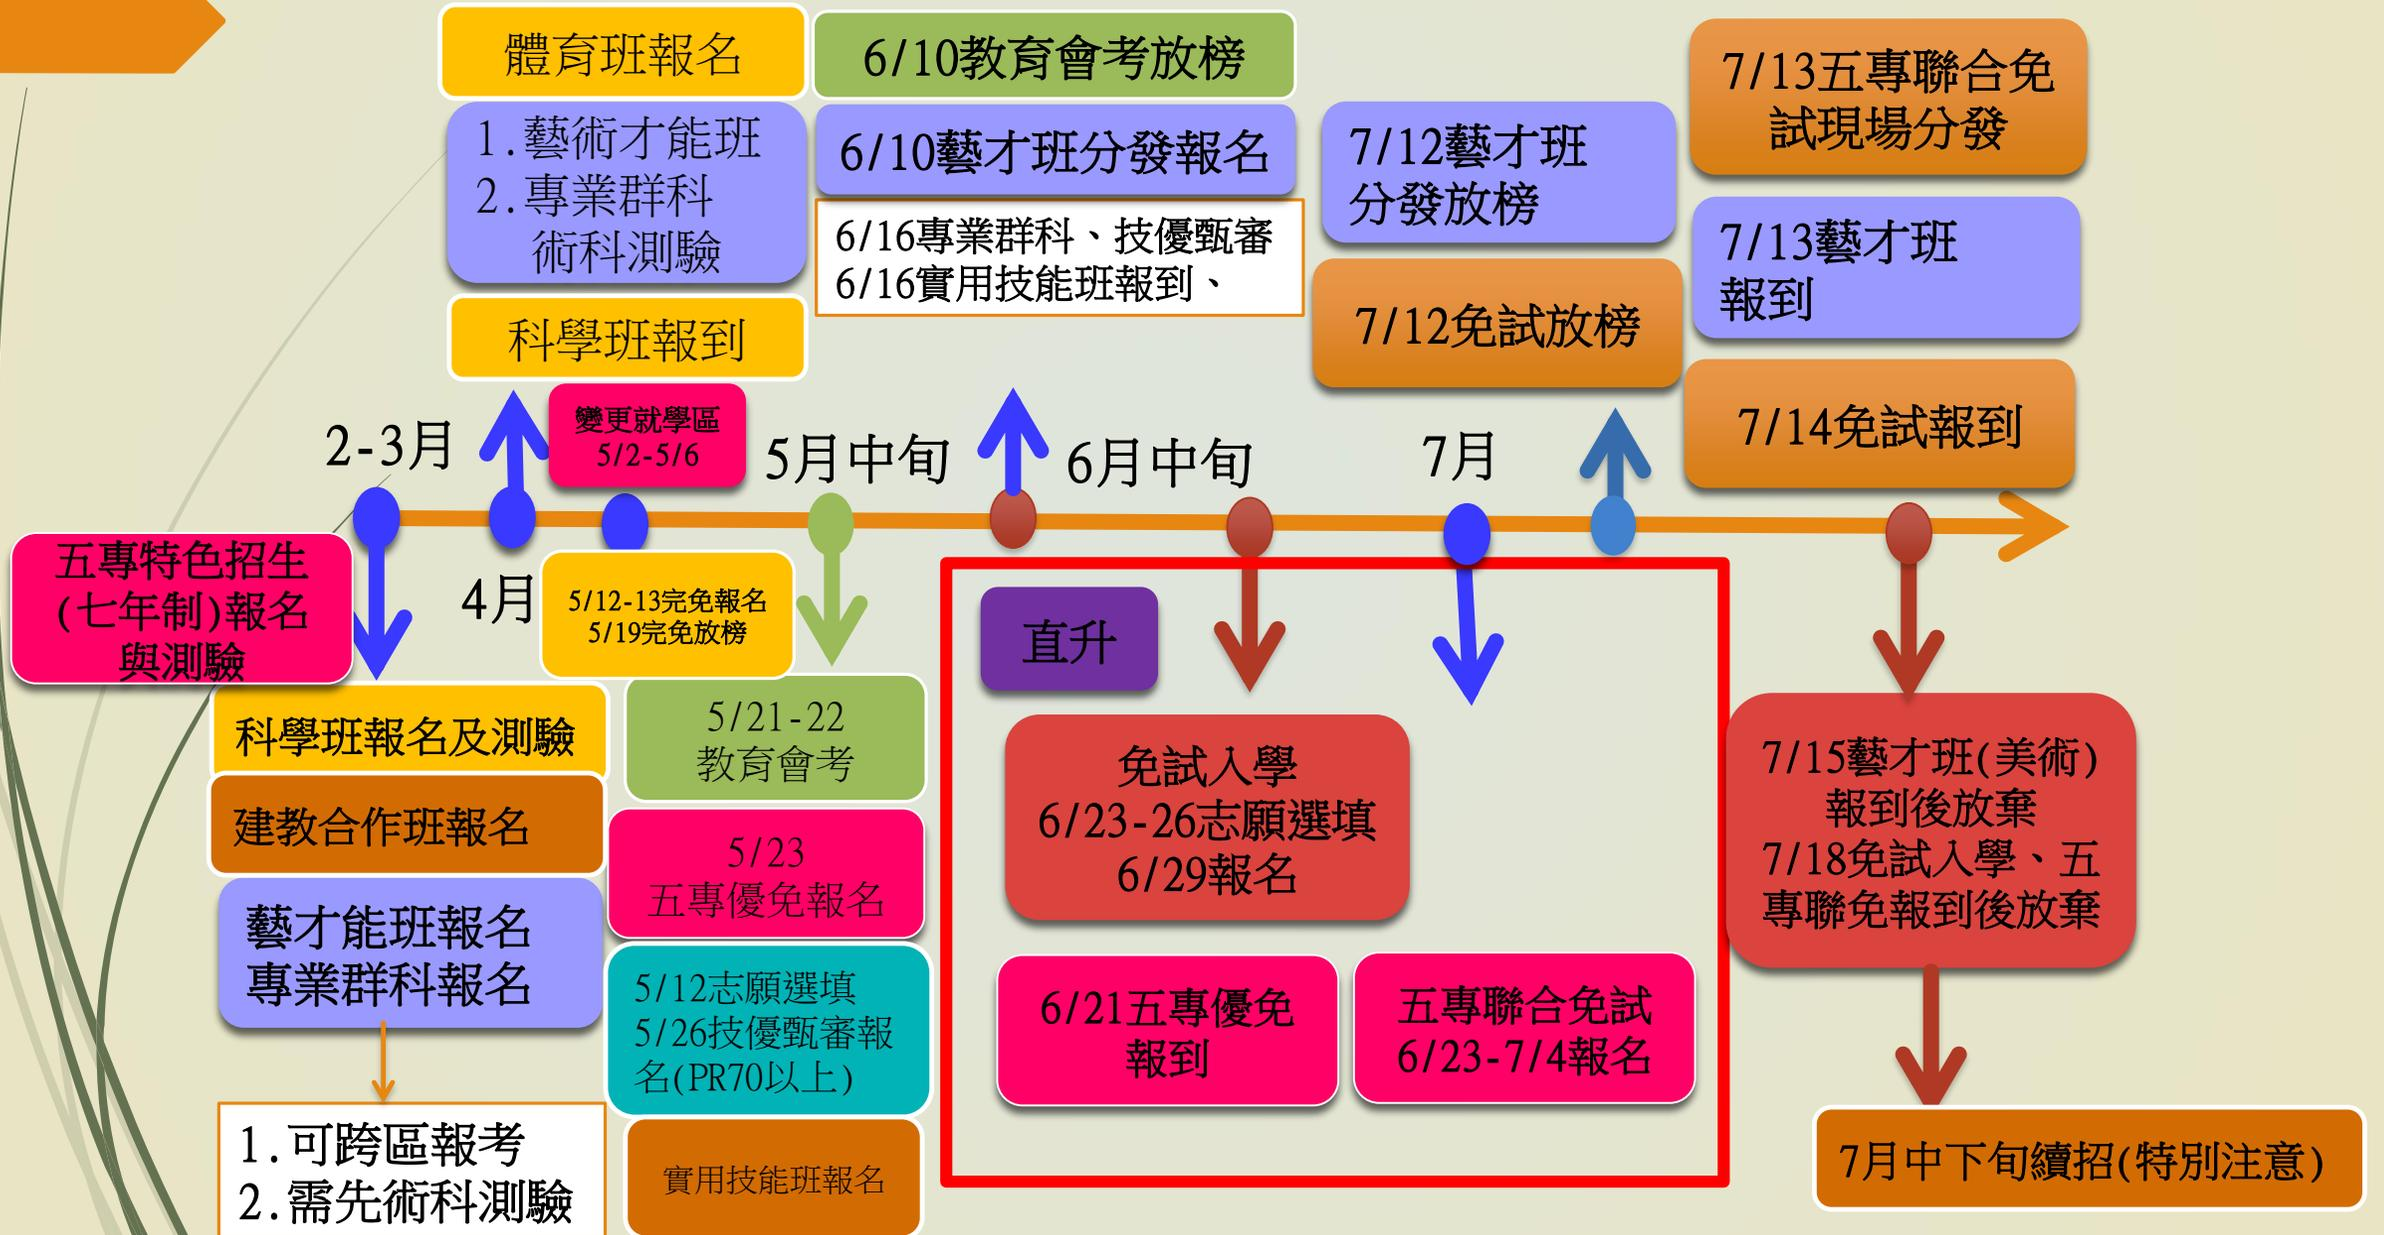 體育班報名
6/10教育會考放榜
7/13五專聯合免
試現場分發
1.藝術才能班
2.專業群科
術科測驗
6/10藝才班分發報名
7/12藝才班
分發放榜
6/16專業群科、技優甄審
6/16實用技能班報到、
7/13藝才班
報到
科學班報到
7/12免試放榜
7/14免試報到
2-3月
變更就學區
5/2-5/6
5月中旬
6月中旬
7月
五專特色招生
(七年制)報名
與測驗
4月
5/12-13完免報名
5/19完免放榜
直升
科學班報名及測驗
5/21-22
教育會考
免試入學
6/23-26志願選填
6/29報名
7/15藝才班(美術)
報到後放棄
7/18免試入學、五
專聯免報到後放棄
建教合作班報名
5/23
五專優免報名
藝才能班報名
專業群科報名
5/12志願選填
5/26技優甄審報
名(PR70以上)
6/21五專優免
報到
五專聯合免試
6/23-7/4報名
1.可跨區報考
2.需先術科測驗
實用技能班報名
7月中下旬續招(特別注意)